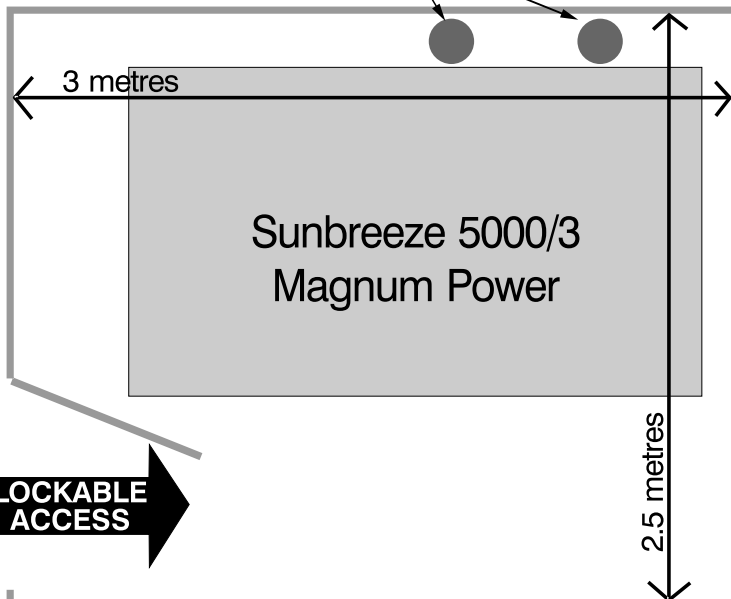 3 metres
Sunbreeze 5000/3
Magnum Power
2.5 metres
LOCKABLE
ACCESS